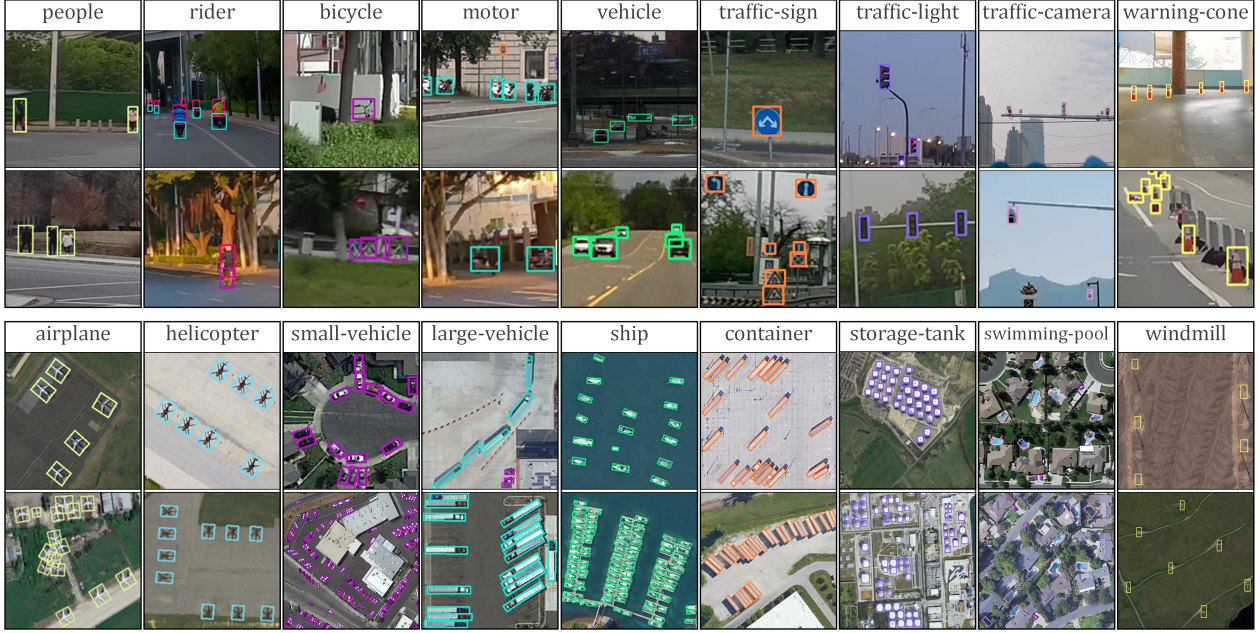 people rider bicycle motor vehicle traffic-sign traffic-light traffic-camera warning-cone
airplane helicopter small-vehicle large-vehicle ship container storage-tank swimming-pool windmill